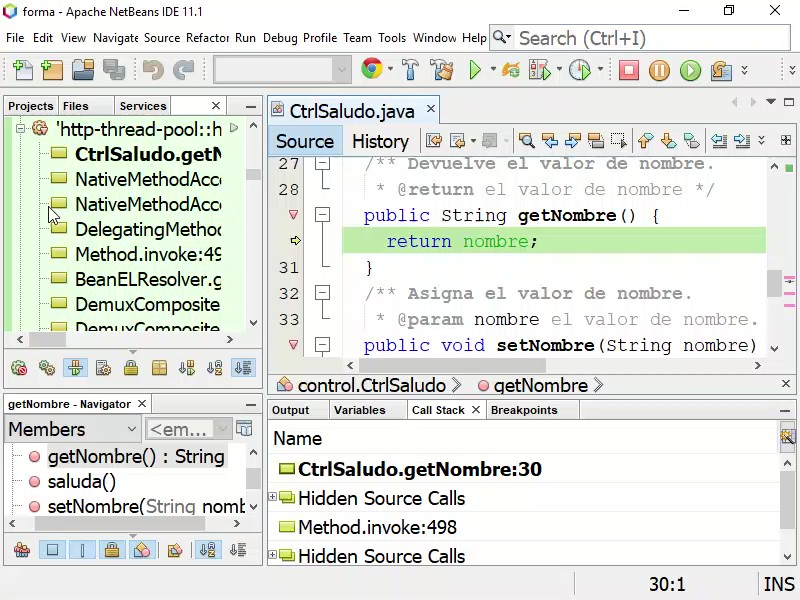 forma - Apache NetBeans IDE 11.1
File Edit View Navigate Source Refactor Run Debug Profile Team Tools Window Help
Search (Ctrl+I)
Projects Files Services
CtrlSaludo.java
'http-thread-pool::h
CtrlSaludo.getN
NativeMethodAcc
NativeMethodAcc
DelegatingMethod
Method.invoke:49
BeanELResolver.g
DemuxComposite
DemuxComposite
Source History
27 /** Devuelve el valor de nombre.
28 * @return el valor de nombre */
public String getNombre() {
return nombre;
31 }
32 /** Asigna el valor de nombre.
33 * @param nombre el valor de nombre.
public void setNombre(String nombre)
control.CtrlSaludo getNombre
getNombre - Navigator
Members <em...
getNombre() : String
saluda()
setNombre(String nomb
Output Variables Call Stack Breakpoints
Name
CtrlSaludo.getNombre:30
Hidden Source Calls
Method.invoke:498
Hidden Source Calls
30:1 INS